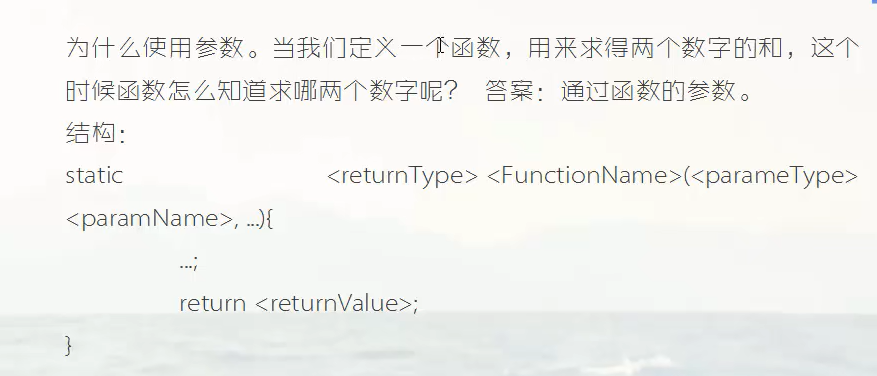 为什么使用参数。当我们定义一个函数，用来求得两个数字的和，这个
时候函数怎么知道求哪两个数字呢？ 答案：通过函数的参数。
结构：
static <returnType> <FunctionName>(<parameType>
<paramName>, ...){
...;
return <returnValue>;
}